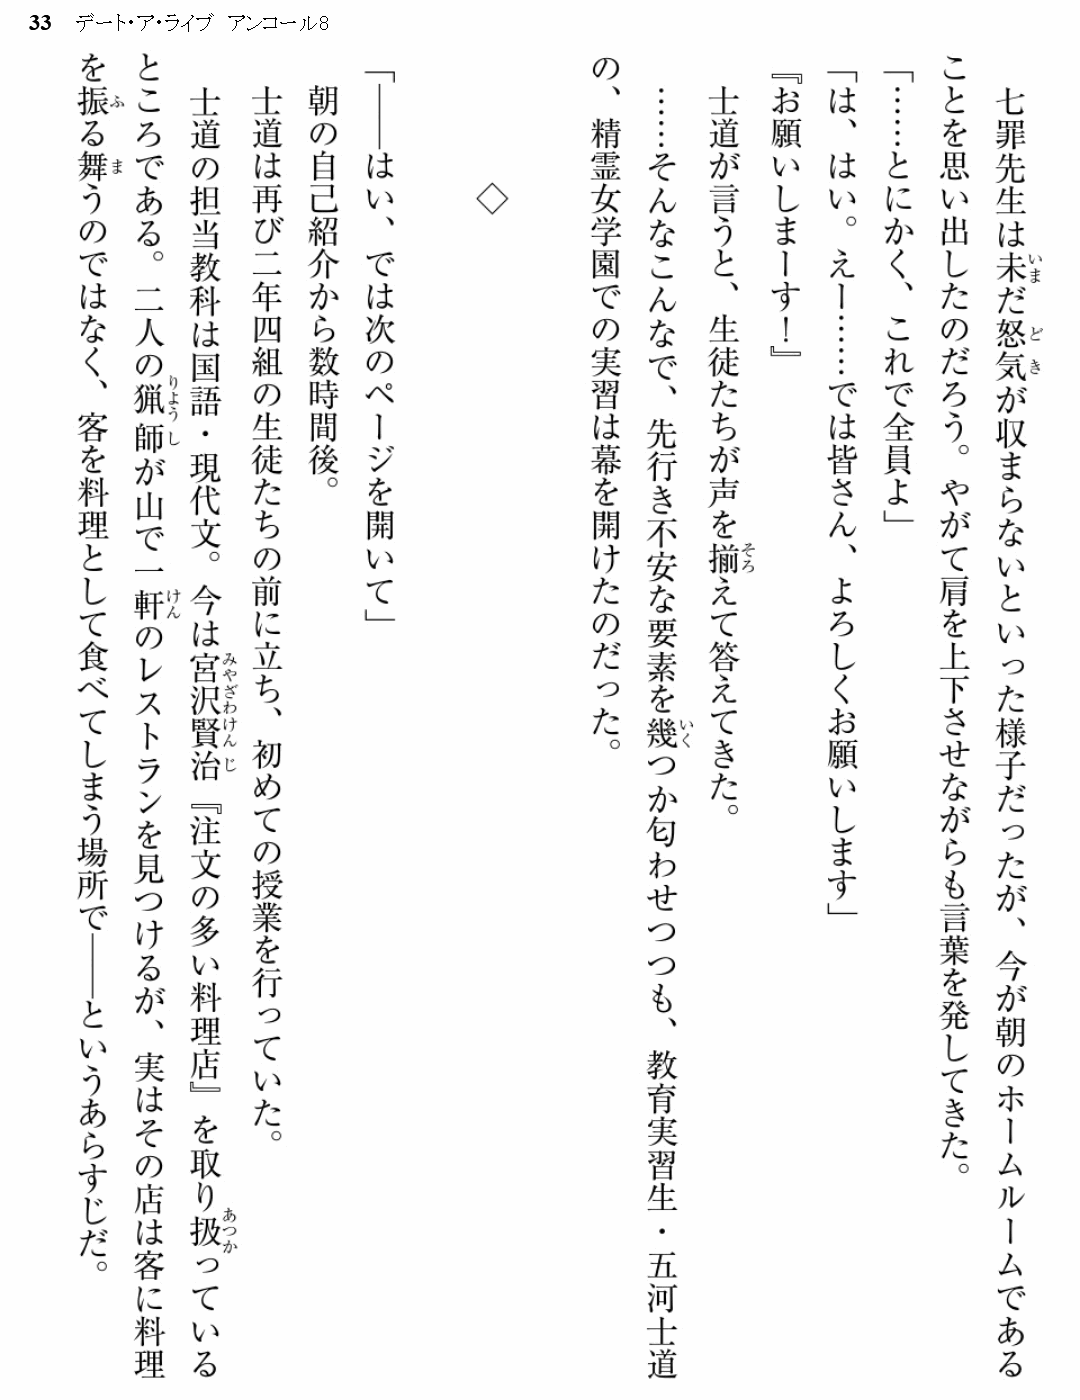 33 デート・ア・ライブ アンコール8
七罪先生は未だ怒気が収まらないといった様子だったが、今が朝のホームルームである
ことを思い出したのだろう。やがて肩を上下させながらも言葉を発してきた。
「……とにかく、これで全員よ」
「は、はい。えー……では皆さん、よろしくお願いします」
『お願いしまーす！』
士道が言うと、生徒たちが声を揃えて答えてきた。
……そんなこんなで、先行き不安な要素を幾つか匂わせつつも、教育実習生・五河士道
の、精霊女学園での実習は幕を開けたのだった。
◇
「――はい、では次のページを開いて」
朝の自己紹介から数時間後。
士道は再び二年四組の生徒たちの前に立ち、初めての授業を行っていた。
士道の担当教科は国語・現代文。今は宮沢賢治『注文の多い料理店』を取り扱っている
ところである。二人の猟師が山で一軒のレストランを見つけるが、実はその店は客に料理
を振る舞うのではなく、客を料理として食べてしまう場所で――というあらすじだ。